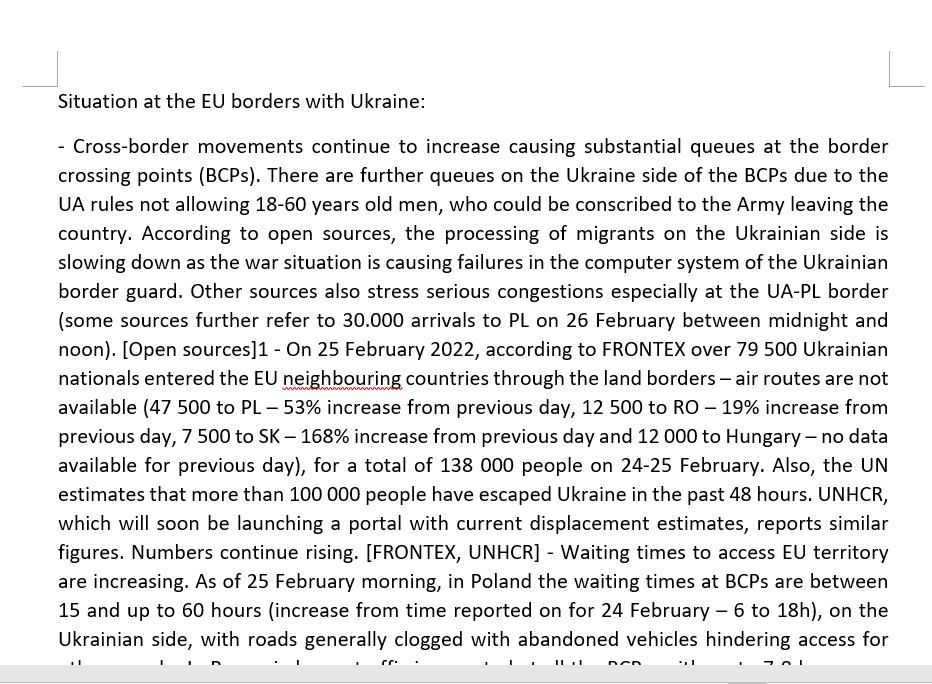 Situation at the EU borders with Ukraine:
- Cross-border movements continue to increase causing substantial queues at the border
crossing points (BCPs). There are further queues on the Ukraine side of the BCPs due to the
UA rules not allowing 18-60 years old men, who could be conscribed to the Army leaving the
country. According to open sources, the processing of migrants on the Ukrainian side is
slowing down as the war situation is causing failures in the computer system of the Ukrainian
border guard. Other sources also stress serious congestions especially at the UA-PL border
(some sources further refer to 30.000 arrivals to PL on 26 February between midnight and
noon). [Open sources]1 - On 25 February 2022, according to FRONTEX over 79 500 Ukrainian
nationals entered the EU neighbouring countries through the land borders – air routes are not
available (47 500 to PL – 53% increase from previous day, 12 500 to RO – 19% increase from
previous day, 7 500 to SK – 168% increase from previous day and 12 000 to Hungary – no data
available for previous day), for a total of 138 000 people on 24-25 February. Also, the UN
estimates that more than 100 000 people have escaped Ukraine in the past 48 hours. UNHCR,
which will soon be launching a portal with current displacement estimates, reports similar
figures. Numbers continue rising. [FRONTEX, UNHCR] - Waiting times to access EU territory
are increasing. As of 25 February morning, in Poland the waiting times at BCPs are between
15 and up to 60 hours (increase from time reported on for 24 February – 6 to 18h), on the
Ukrainian side, with roads generally clogged with abandoned vehicles hindering access for